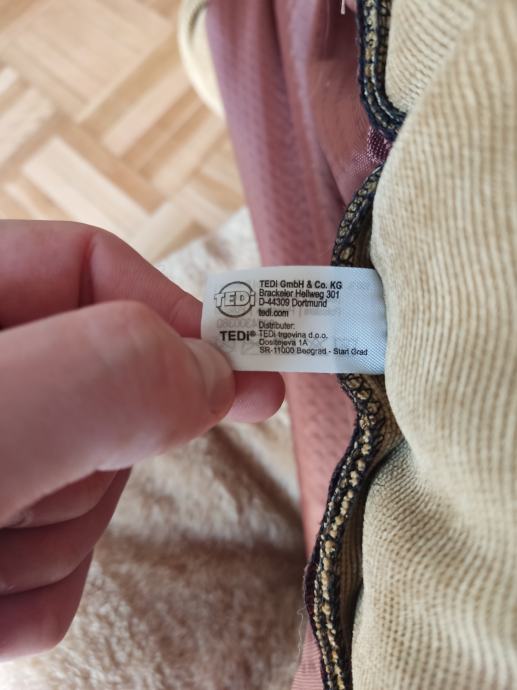 TEDi
TEDi GmbH & Co. KG
Brackeler Hellweg 301
D-44309 Dortmund
tedi.com
Distributer:
TEDi® TEDi trgovina d.o.o.
Dositejeva 1A
SR-11000 Beograd - Stari Grad